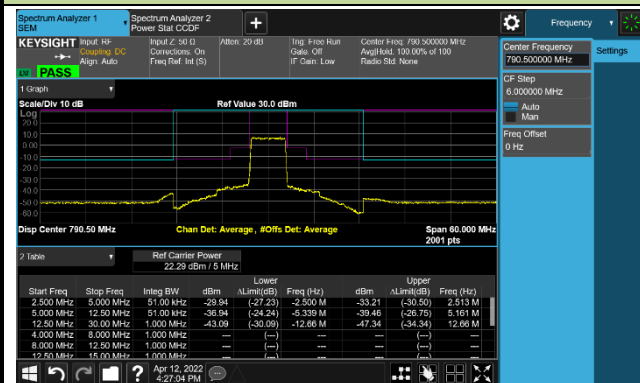 Spectrum Analyzer 1
SEM
Spectrum Analyzer 2
Power Stat CCDF
+
Frequency
KEYSIGHT
Input: RF
Coupling: DC
Align: Auto
Input Z: 50 Ω
Corrections: On
Freq Ref: Int (S)
Atten: 20 dB
Trig: Free Run
Gate: Off
IF Gain: Low
Center Freq: 790.500000 MHz
Avg|Hold: 100.00% of 100
Radio Std: None
PASS
Center Frequency
790.500000 MHz
Settings
CF Step
6.000000 MHz
Auto
Man
Freq Offset
0 Hz
1 Graph
Scale/Div 10 dB
Ref Value 30.0 dBm
Log
20.0
10.0
0.00
-10.0
-20.0
-30.0
-40.0
-50.0
-60.0
Disp Center 790.50 MHz
Chan Det: Average , #Offs Det: Average
Span 60.000 MHz
2001 pts
2 Table
Ref Carrier Power
22.29 dBm / 5 MHz
Lower Upper
Start Freq Stop Freq Integ BW dBm ΔLimit(dB) Freq (Hz) dBm ΔLimit(dB) Freq (Hz)
2.500 MHz 5.000 MHz 51.00 kHz -29.94 (-27.23) -2.500 M -33.21 (-30.50) 2.513 M
5.000 MHz 12.50 MHz 51.00 kHz -36.94 (-24.24) -5.339 M -39.46 (-26.75) 5.161 M
12.50 MHz 30.00 MHz 1.000 MHz -43.09 (-30.09) -12.66 M -47.34 (-34.34) 12.66 M
4.000 MHz 8.000 MHz 1.000 MHz --- (---) --- --- (---) ---
8.000 MHz 12.50 MHz 1.000 MHz --- (---) --- --- (---) ---
12.50 MHz 15.00 MHz 1.000 MHz --- (---) --- --- (---) ---
?
Apr 12, 2022
4:27:04 PM